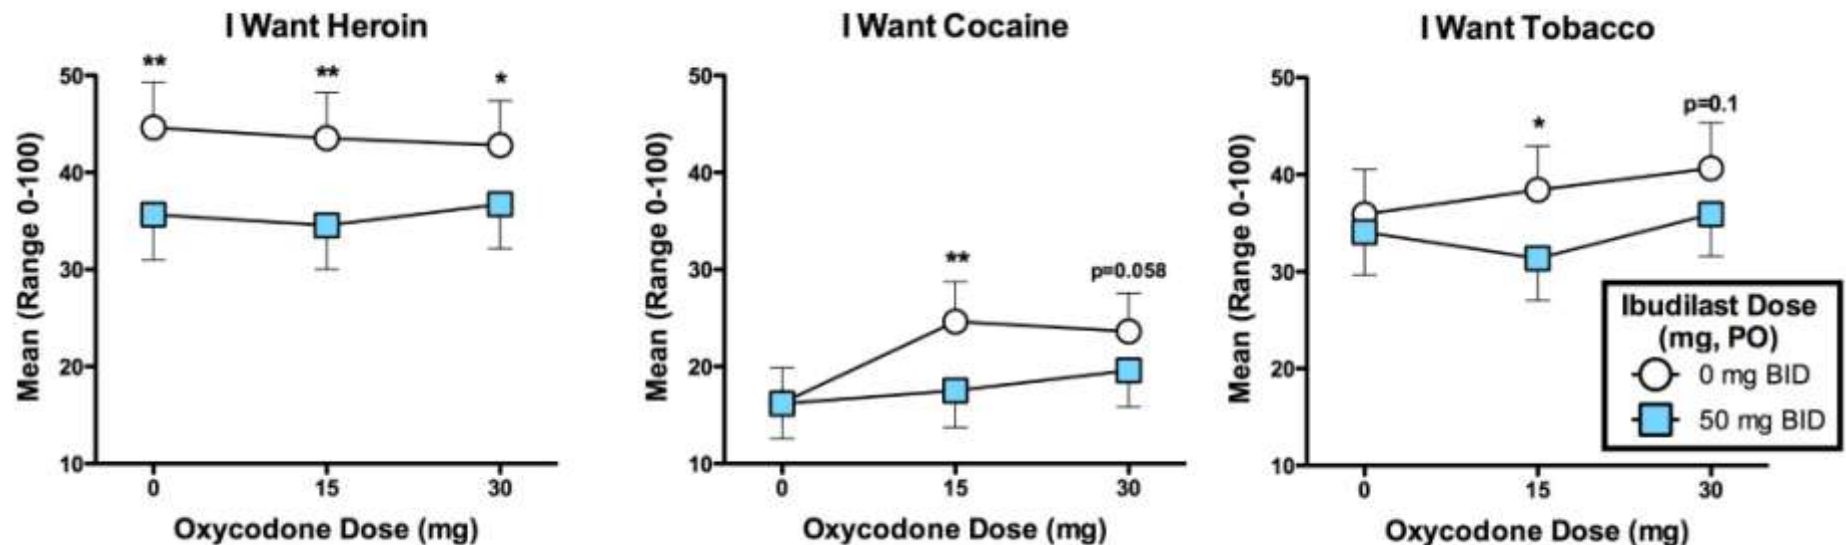 I Want Heroin
Mean (Range 0-100)
50
40
30
20
10
**
**
*
0
15
30
Oxycodone Dose (mg)
I Want Cocaine
Mean (Range 0-100)
50
40
30
20
10
**
p=0.058
0
15
30
Oxycodone Dose (mg)
I Want Tobacco
Mean (Range 0-100)
50
40
30
20
10
*
p=0.1
0
15
30
Oxycodone Dose (mg)
Ibudilast Dose
(mg, PO)
0 mg BID
50 mg BID